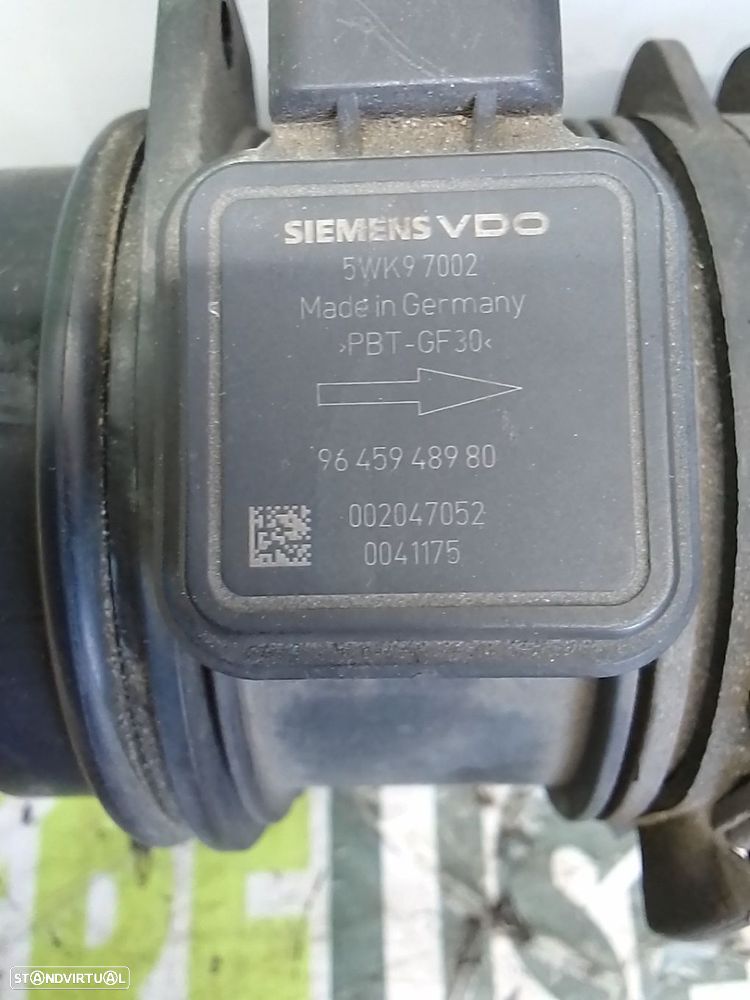 SIEMENS VDO
5WK9 7002
Made in Germany
>PBT-GF30<
96 459 489 80
002047052
0041175
STANDVIRTUAL